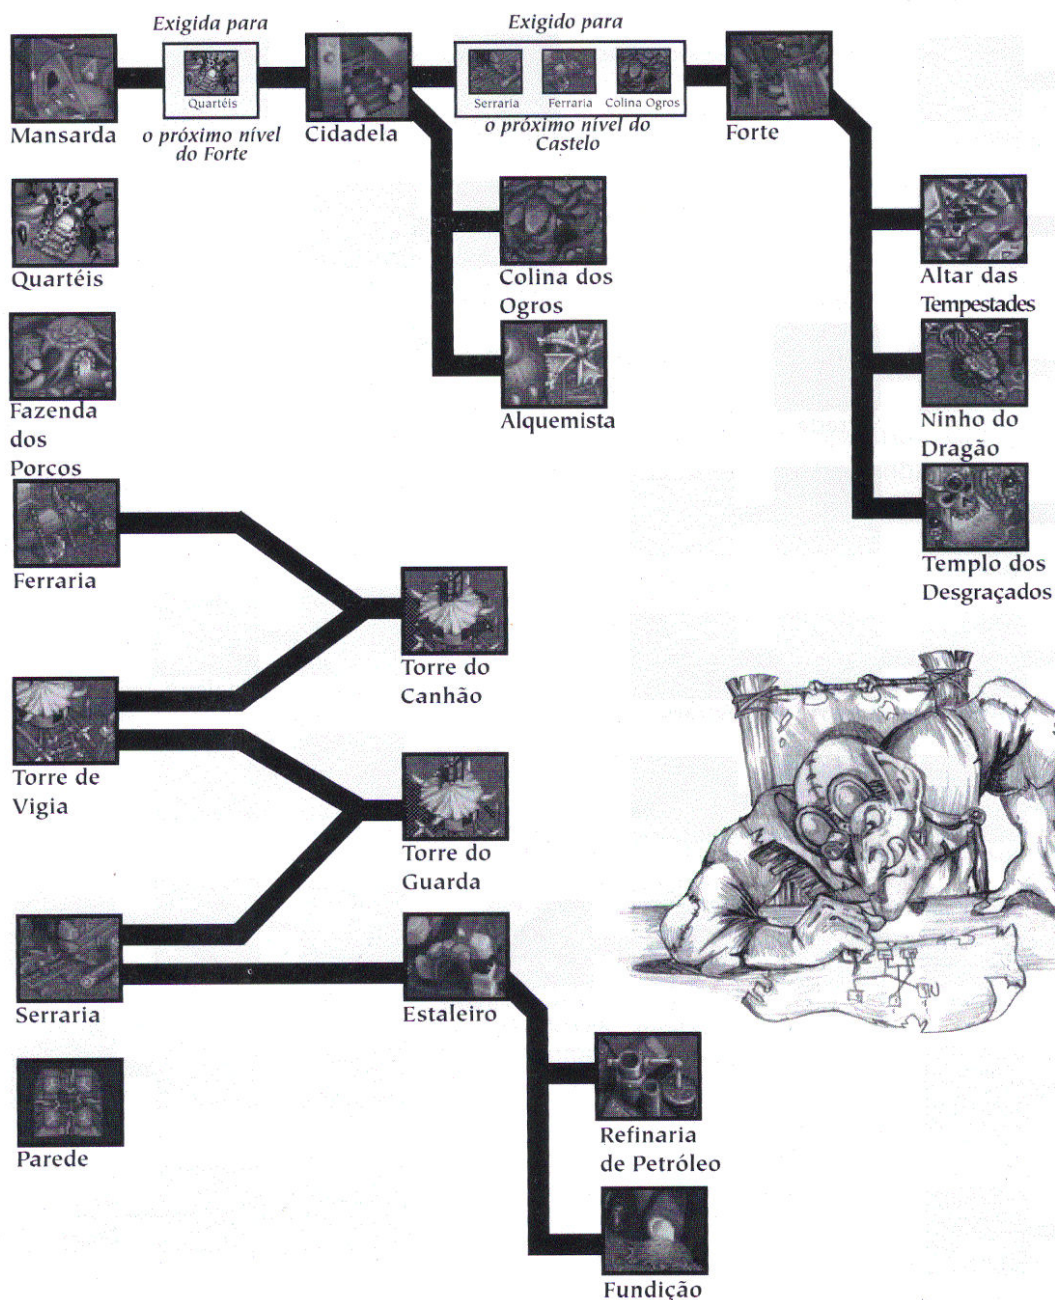 Exigida para
Exigido para
Quartéis
Serraria
Ferraria
Colina Ogros
Mansarda
o próximo nível
do Forte
Cidadela
o próximo nível do
Castelo
Forte
Quartéis
Colina dos
Ogros
Altar das
Tempestades
Fazenda
dos
Porcos
Alquemista
Ninho do
Dragão
Ferraria
Templo dos
Desgraçados
Torre do
Canhão
Torre de
Vigia
Torre do
Guarda
Serraria
Estaleiro
Parede
Refinaria
de Petróleo
Fundição